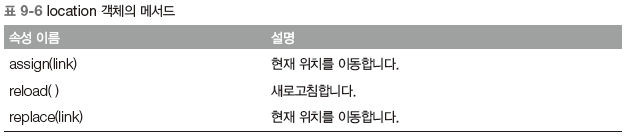 표 9-6 location 객체의 메서드
속성 이름 설명
assign(link) 현재 위치를 이동합니다.
reload( ) 새로고침합니다.
replace(link) 현재 위치를 이동합니다.